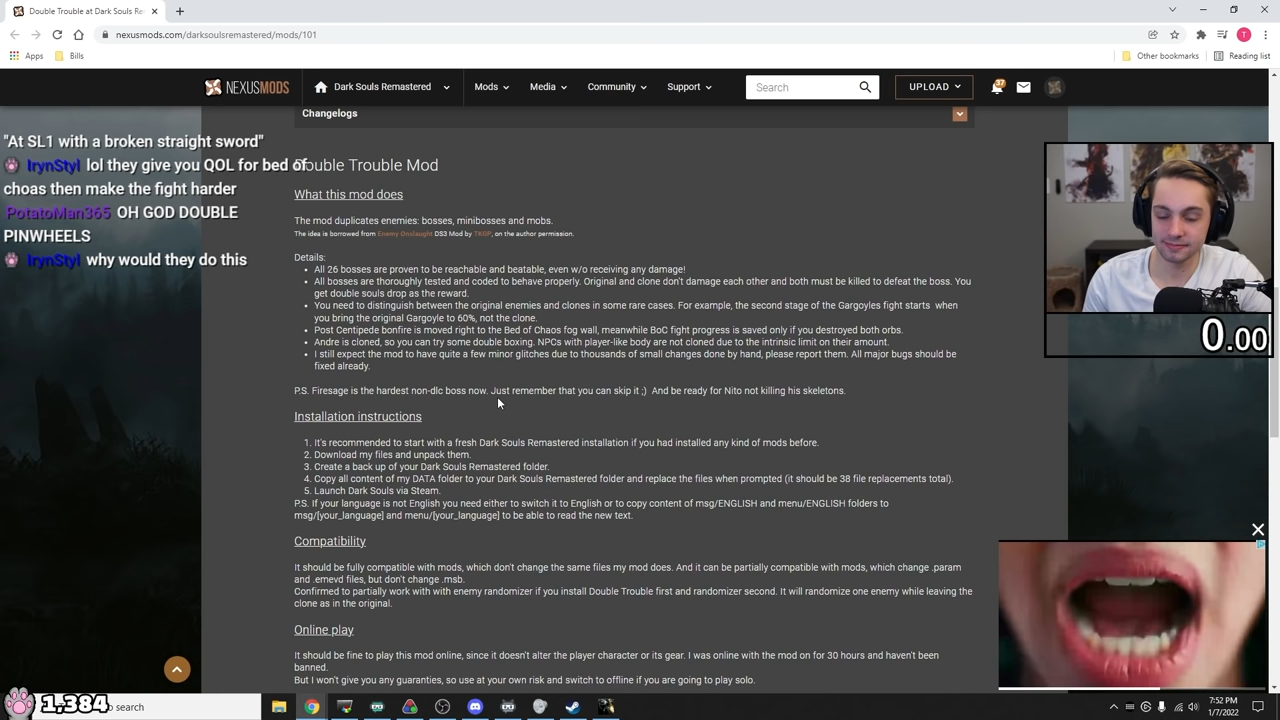 Double Trouble at Dark Souls Re
nexusmods.com/darksoulsremastered/mods/101
Apps
Bills
Other bookmarks
Reading list
NEXUSMODS
Dark Souls Remastered
Mods
Media
Community
Support
Search
UPLOAD
37
T
Changelogs
"At SL1 with a broken straight sword"
IrynStyl lol they give you QOL for bed of
choas then make the fight harder
PotatoMan365 OH GOD DOUBLE
PINWHEELS
IrynStyl why would they do this
Double Trouble Mod
What this mod does
The mod duplicates enemies: bosses, minibosses and mobs.
The idea is borrowed from Enemy Onslaught DS3 Mod by TKGP, on the author permission.
Details:
All 26 bosses are proven to be reachable and beatable, even w/o receiving any damage!
All bosses are thoroughly tested and coded to behave properly. Original and clone don't damage each other and both must be killed to defeat the boss. You
get double souls drop as the reward.
You need to distinguish between the original enemies and clones in some rare cases. For example, the second stage of the Gargoyles fight starts when
you bring the original Gargoyle to 60%, not the clone.
Post Centipede bonfire is moved right to the Bed of Chaos fog wall, meanwhile BoC fight progress is saved only if you destroyed both orbs.
Andre is cloned, so you can try some double boxing. NPCs with player-like body are not cloned due to the intrinsic limit on their amount.
I still expect the mod to have quite a few minor glitches due to thousands of small changes done by hand, please report them. All major bugs should be
fixed already.
P.S. Firesage is the hardest non-dlc boss now. Just remember that you can skip it ;) And be ready for Nito not killing his skeletons.
Installation instructions
1. It's recommended to start with a fresh Dark Souls Remastered installation if you had installed any kind of mods before.
2. Download my files and unpack them.
3. Create a back up of your Dark Souls Remastered folder.
4. Copy all content of my DATA folder to your Dark Souls Remastered folder and replace the files when prompted (it should be 38 file replacements total).
5. Launch Dark Souls via Steam.
P.S. If your language is not English you need either to switch it to English or to copy content of msg/ENGLISH and menu/ENGLISH folders to
msg/[your_language] and menu/[your_language] to be able to read the new text.
Compatibility
It should be fully compatible with mods, which don't change the same files my mod does. And it can be partially compatible with mods, which change .param
and .emevd files, but don't change .msb.
Confirmed to partially work with with enemy randomizer if you install Double Trouble first and randomizer second. It will randomize one enemy while leaving the
clone as in the original.
Online play
It should be fine to play this mod online, since it doesn't alter the player character or its gear. I was online with the mod on for 30 hours and haven't been
banned.
But I won't give you any guaranties, so use at your own risk and switch to offline if you are going to play solo.
0.00
1,384
o search
7:52 PM
1/7/2022